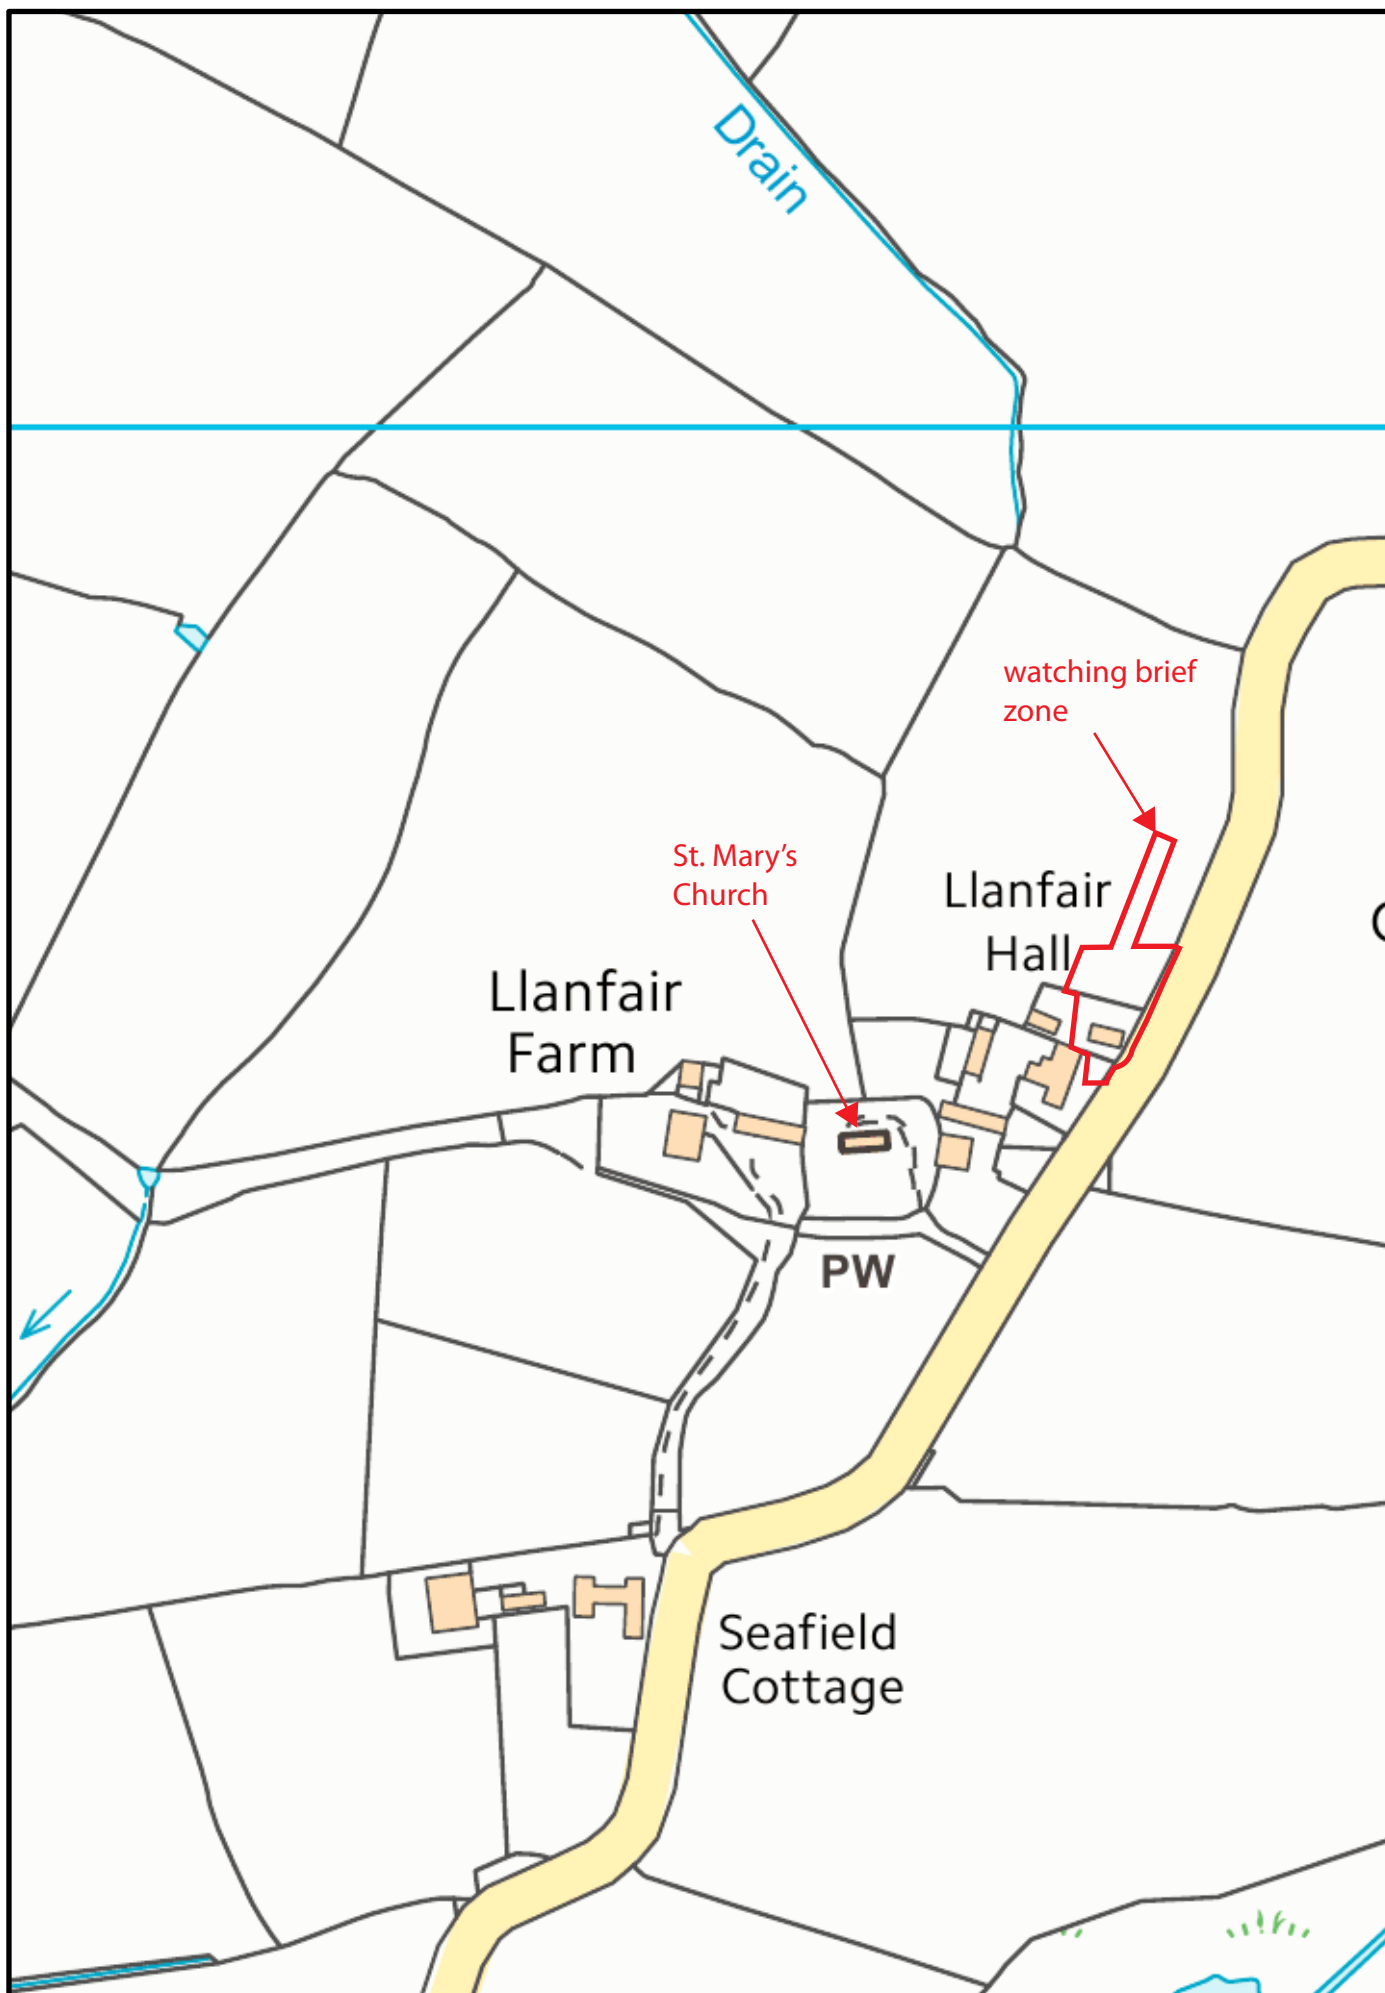 Drain
watching brief
zone
St. Mary's
Church
Llanfair
Hall
Llanfair
Farm
PW
Seafield
Cottage